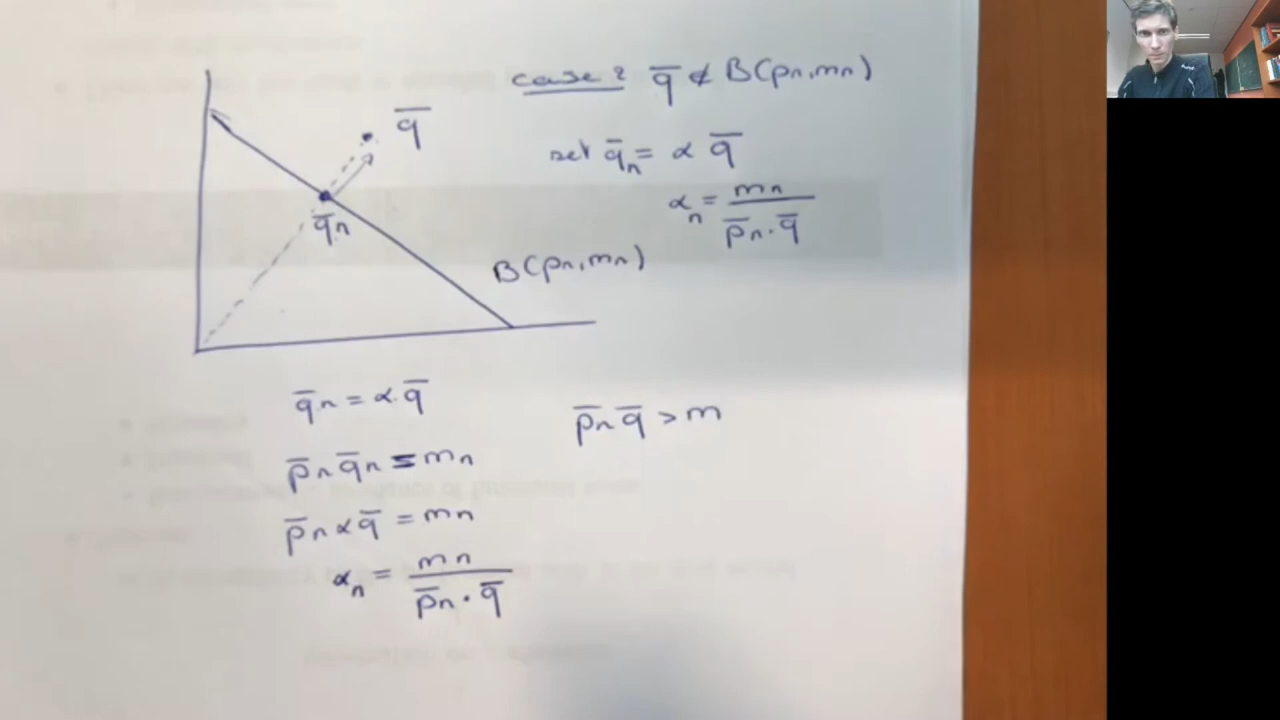 case 2 q̄ ∉ B(pn,mn)
q̄
set q̄n = α q̄
αn = mn / p̄n·q̄
q̄n
B(pn,mn)
q̄n = α.q̄
p̄n q̄ > m
p̄n q̄n = mn
p̄n α q̄ = mn
αn = mn / p̄n · q̄